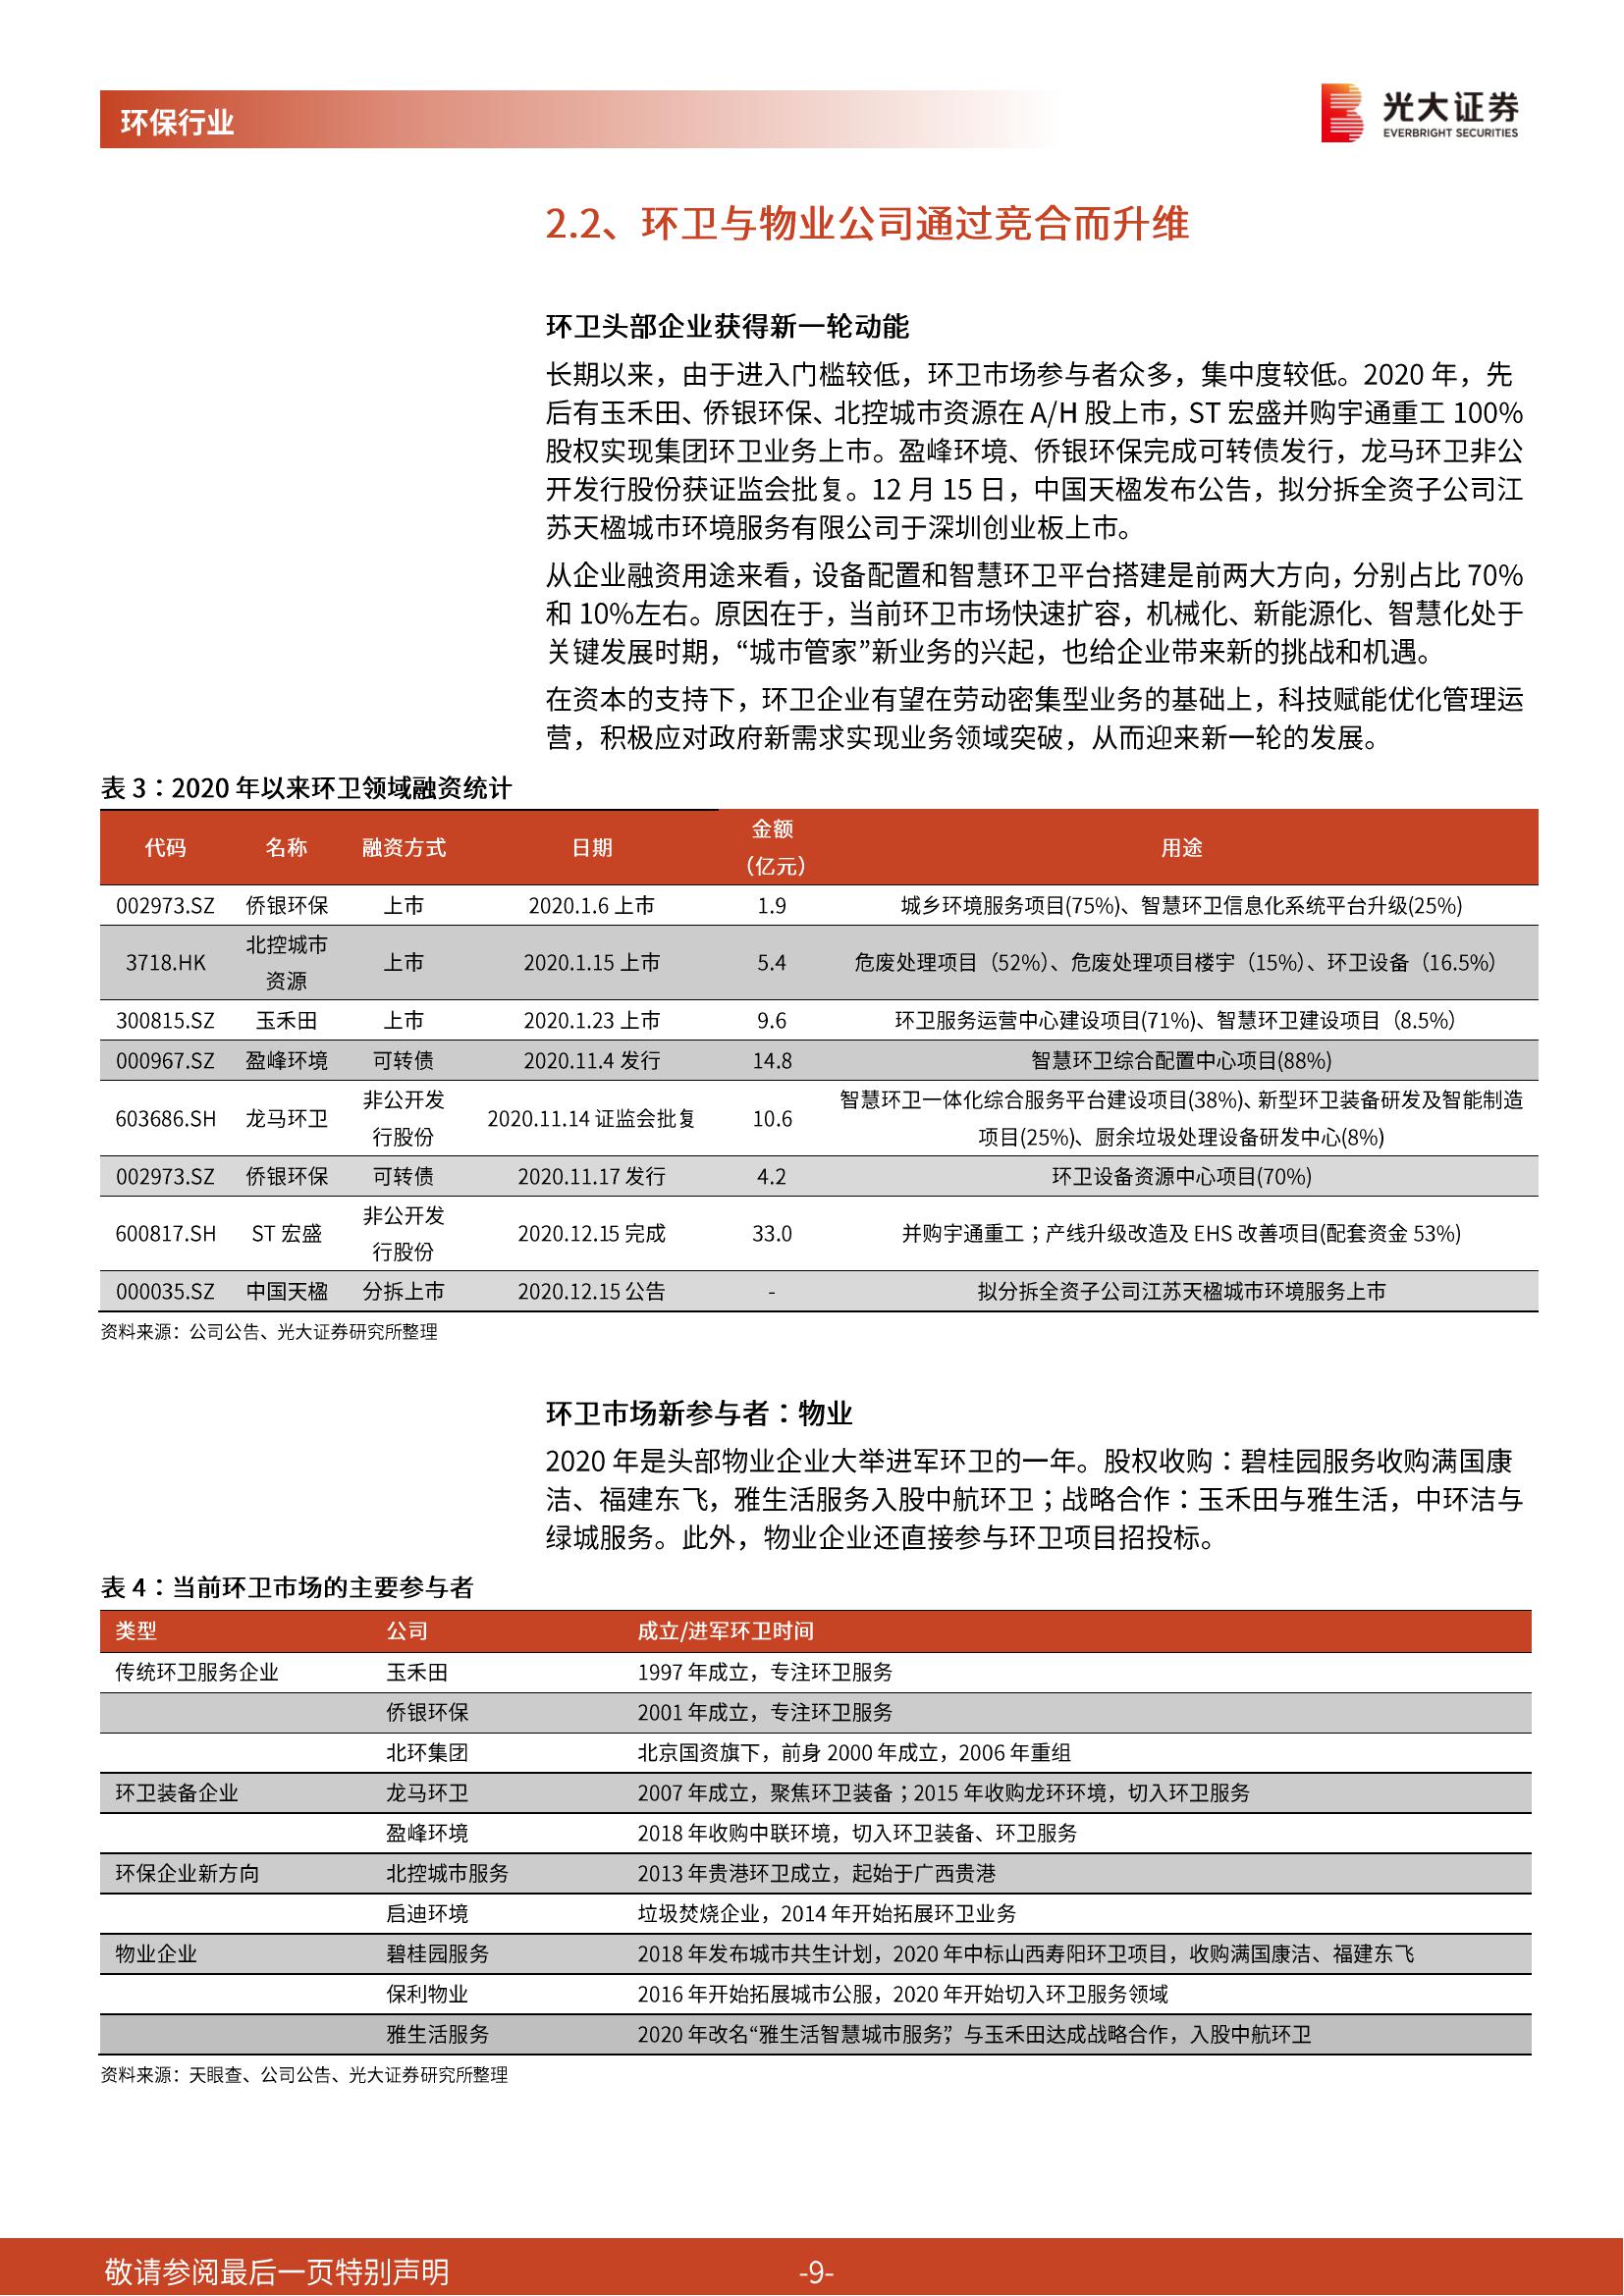 环保行业
光大证券
EVERBRIGHT SECURITIES
2.2、环卫与物业公司通过竞合而升维
环卫头部企业获得新一轮动能
长期以来，由于进入门槛较低，环卫市场参与者众多，集中度较低。2020 年，先
后有玉禾田、侨银环保、北控城市资源在 A/H 股上市，ST 宏盛并购宇通重工 100%
股权实现集团环卫业务上市。盈峰环境、侨银环保完成可转债发行，龙马环卫非公
开发行股份获证监会批复。12 月 15 日，中国天楹发布公告，拟分拆全资子公司江
苏天楹城市环境服务有限公司于深圳创业板上市。
从企业融资用途来看，设备配置和智慧环卫平台搭建是前两大方向，分别占比 70%
和 10%左右。原因在于，当前环卫市场快速扩容，机械化、新能源化、智慧化处于
关键发展时期，“城市管家”新业务的兴起，也给企业带来新的挑战和机遇。
在资本的支持下，环卫企业有望在劳动密集型业务的基础上，科技赋能优化管理运
营，积极应对政府新需求实现业务领域突破，从而迎来新一轮的发展。
表 3：2020 年以来环卫领域融资统计
代码 名称 融资方式 日期 金额 用途
（亿元）
002973.SZ 侨银环保 上市 2020.1.6 上市 1.9 城乡环境服务项目(75%)、智慧环卫信息化系统平台升级(25%)
3718.HK 北控城市 上市 2020.1.15 上市 5.4 危废处理项目（52%）、危废处理项目楼宇（15%）、环卫设备（16.5%）
资源
300815.SZ 玉禾田 上市 2020.1.23 上市 9.6 环卫服务运营中心建设项目(71%)、智慧环卫建设项目（8.5%）
000967.SZ 盈峰环境 可转债 2020.11.4 发行 14.8 智慧环卫综合配置中心项目(88%)
603686.SH 龙马环卫 非公开发 2020.11.14 证监会批复 10.6 智慧环卫一体化综合服务平台建设项目(38%)、新型环卫装备研发及智能制造
行股份 项目(25%)、厨余垃圾处理设备研发中心(8%)
002973.SZ 侨银环保 可转债 2020.11.17 发行 4.2 环卫设备资源中心项目(70%)
600817.SH ST 宏盛 非公开发 2020.12.15 完成 33.0 并购宇通重工；产线升级改造及 EHS 改善项目(配套资金 53%)
行股份
000035.SZ 中国天楹 分拆上市 2020.12.15 公告 - 拟分拆全资子公司江苏天楹城市环境服务上市
资料来源：公司公告、光大证券研究所整理
环卫市场新参与者：物业
2020 年是头部物业企业大举进军环卫的一年。股权收购：碧桂园服务收购满国康
洁、福建东飞，雅生活服务入股中航环卫；战略合作：玉禾田与雅生活，中环洁与
绿城服务。此外，物业企业还直接参与环卫项目招投标。
表 4：当前环卫市场的主要参与者
类型 公司 成立/进军环卫时间
传统环卫服务企业 玉禾田 1997 年成立，专注环卫服务
侨银环保 2001 年成立，专注环卫服务
北环集团 北京国资旗下，前身 2000 年成立，2006 年重组
环卫装备企业 龙马环卫 2007 年成立，聚焦环卫装备；2015 年收购龙环环境，切入环卫服务
盈峰环境 2018 年收购中联环境，切入环卫装备、环卫服务
环保企业新方向 北控城市服务 2013 年贵港环卫成立，起始于广西贵港
启迪环境 垃圾焚烧企业，2014 年开始拓展环卫业务
物业企业 碧桂园服务 2018 年发布城市共生计划，2020 年中标山西寿阳环卫项目，收购满国康洁、福建东飞
保利物业 2016 年开始拓展城市公服，2020 年开始切入环卫服务领域
雅生活服务 2020 年改名“雅生活智慧城市服务”，与玉禾田达成战略合作，入股中航环卫
资料来源：天眼查、公司公告、光大证券研究所整理
敬请参阅最后一页特别声明 -9-